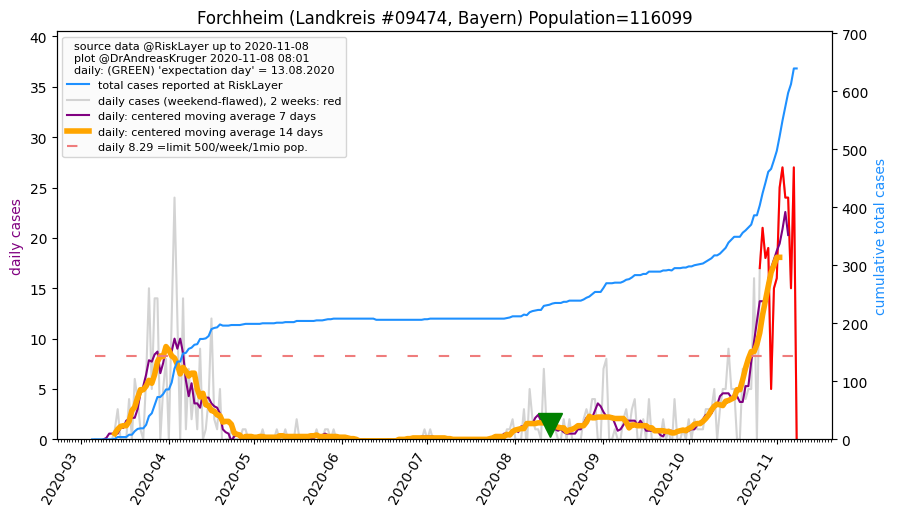 Forchheim (Landkreis #09474, Bayern) Population=116099
source data @RiskLayer up to 2020-11-08
plot @DrAndreasKruger 2020-11-08 08:01
daily: (GREEN) 'expectation day' = 13.08.2020
total cases reported at RiskLayer
daily cases (weekend-flawed), 2 weeks: red
daily: centered moving average 7 days
daily: centered moving average 14 days
daily 8.29 =limit 500/week/1mio pop.
daily cases
40
35
30
25
20
15
10
5
0
700
600
500
400
300
200
100
0
cumulative total cases
2020-03
2020-04
2020-05
2020-06
2020-07
2020-08
2020-09
2020-10
2020-11